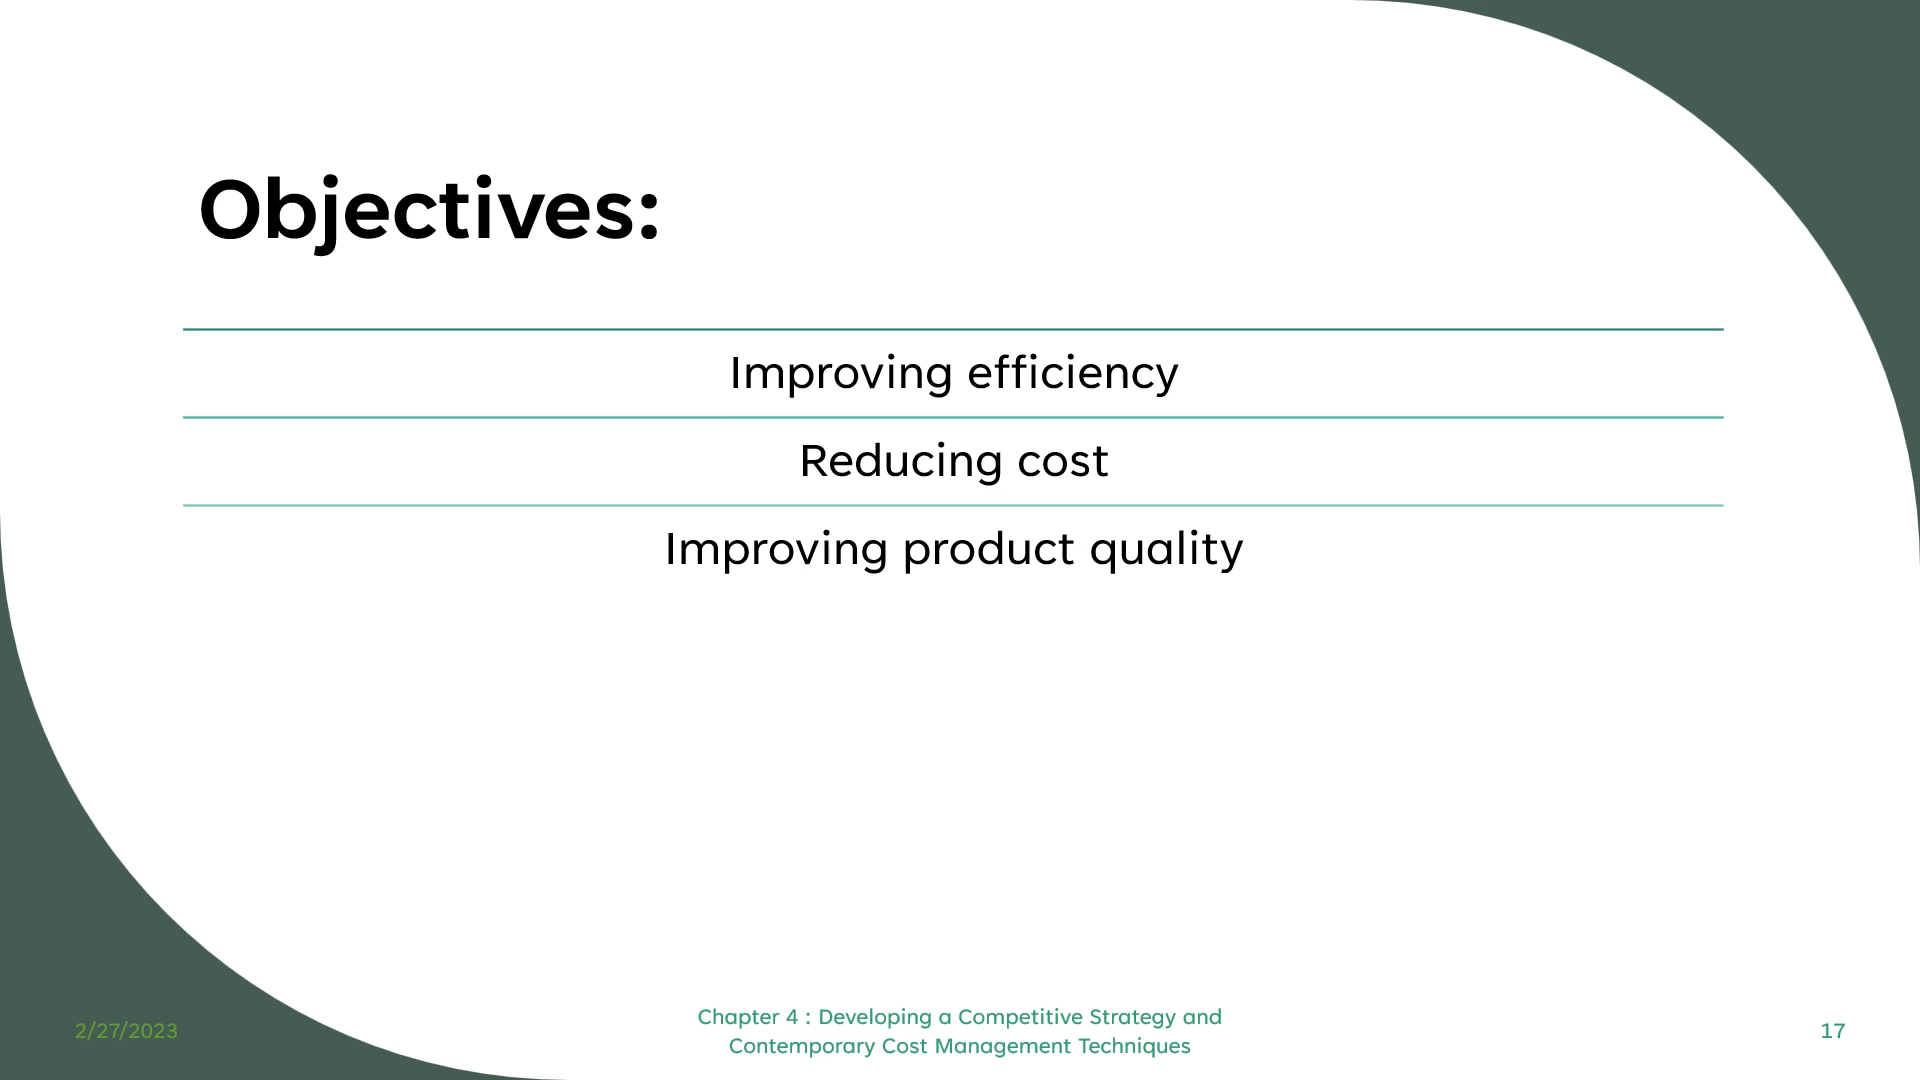 Objectives:
Improving efficiency
Reducing cost
Improving product quality
2/27/2023
Chapter 4 : Developing a Competitive Strategy and
Contemporary Cost Management Techniques
17